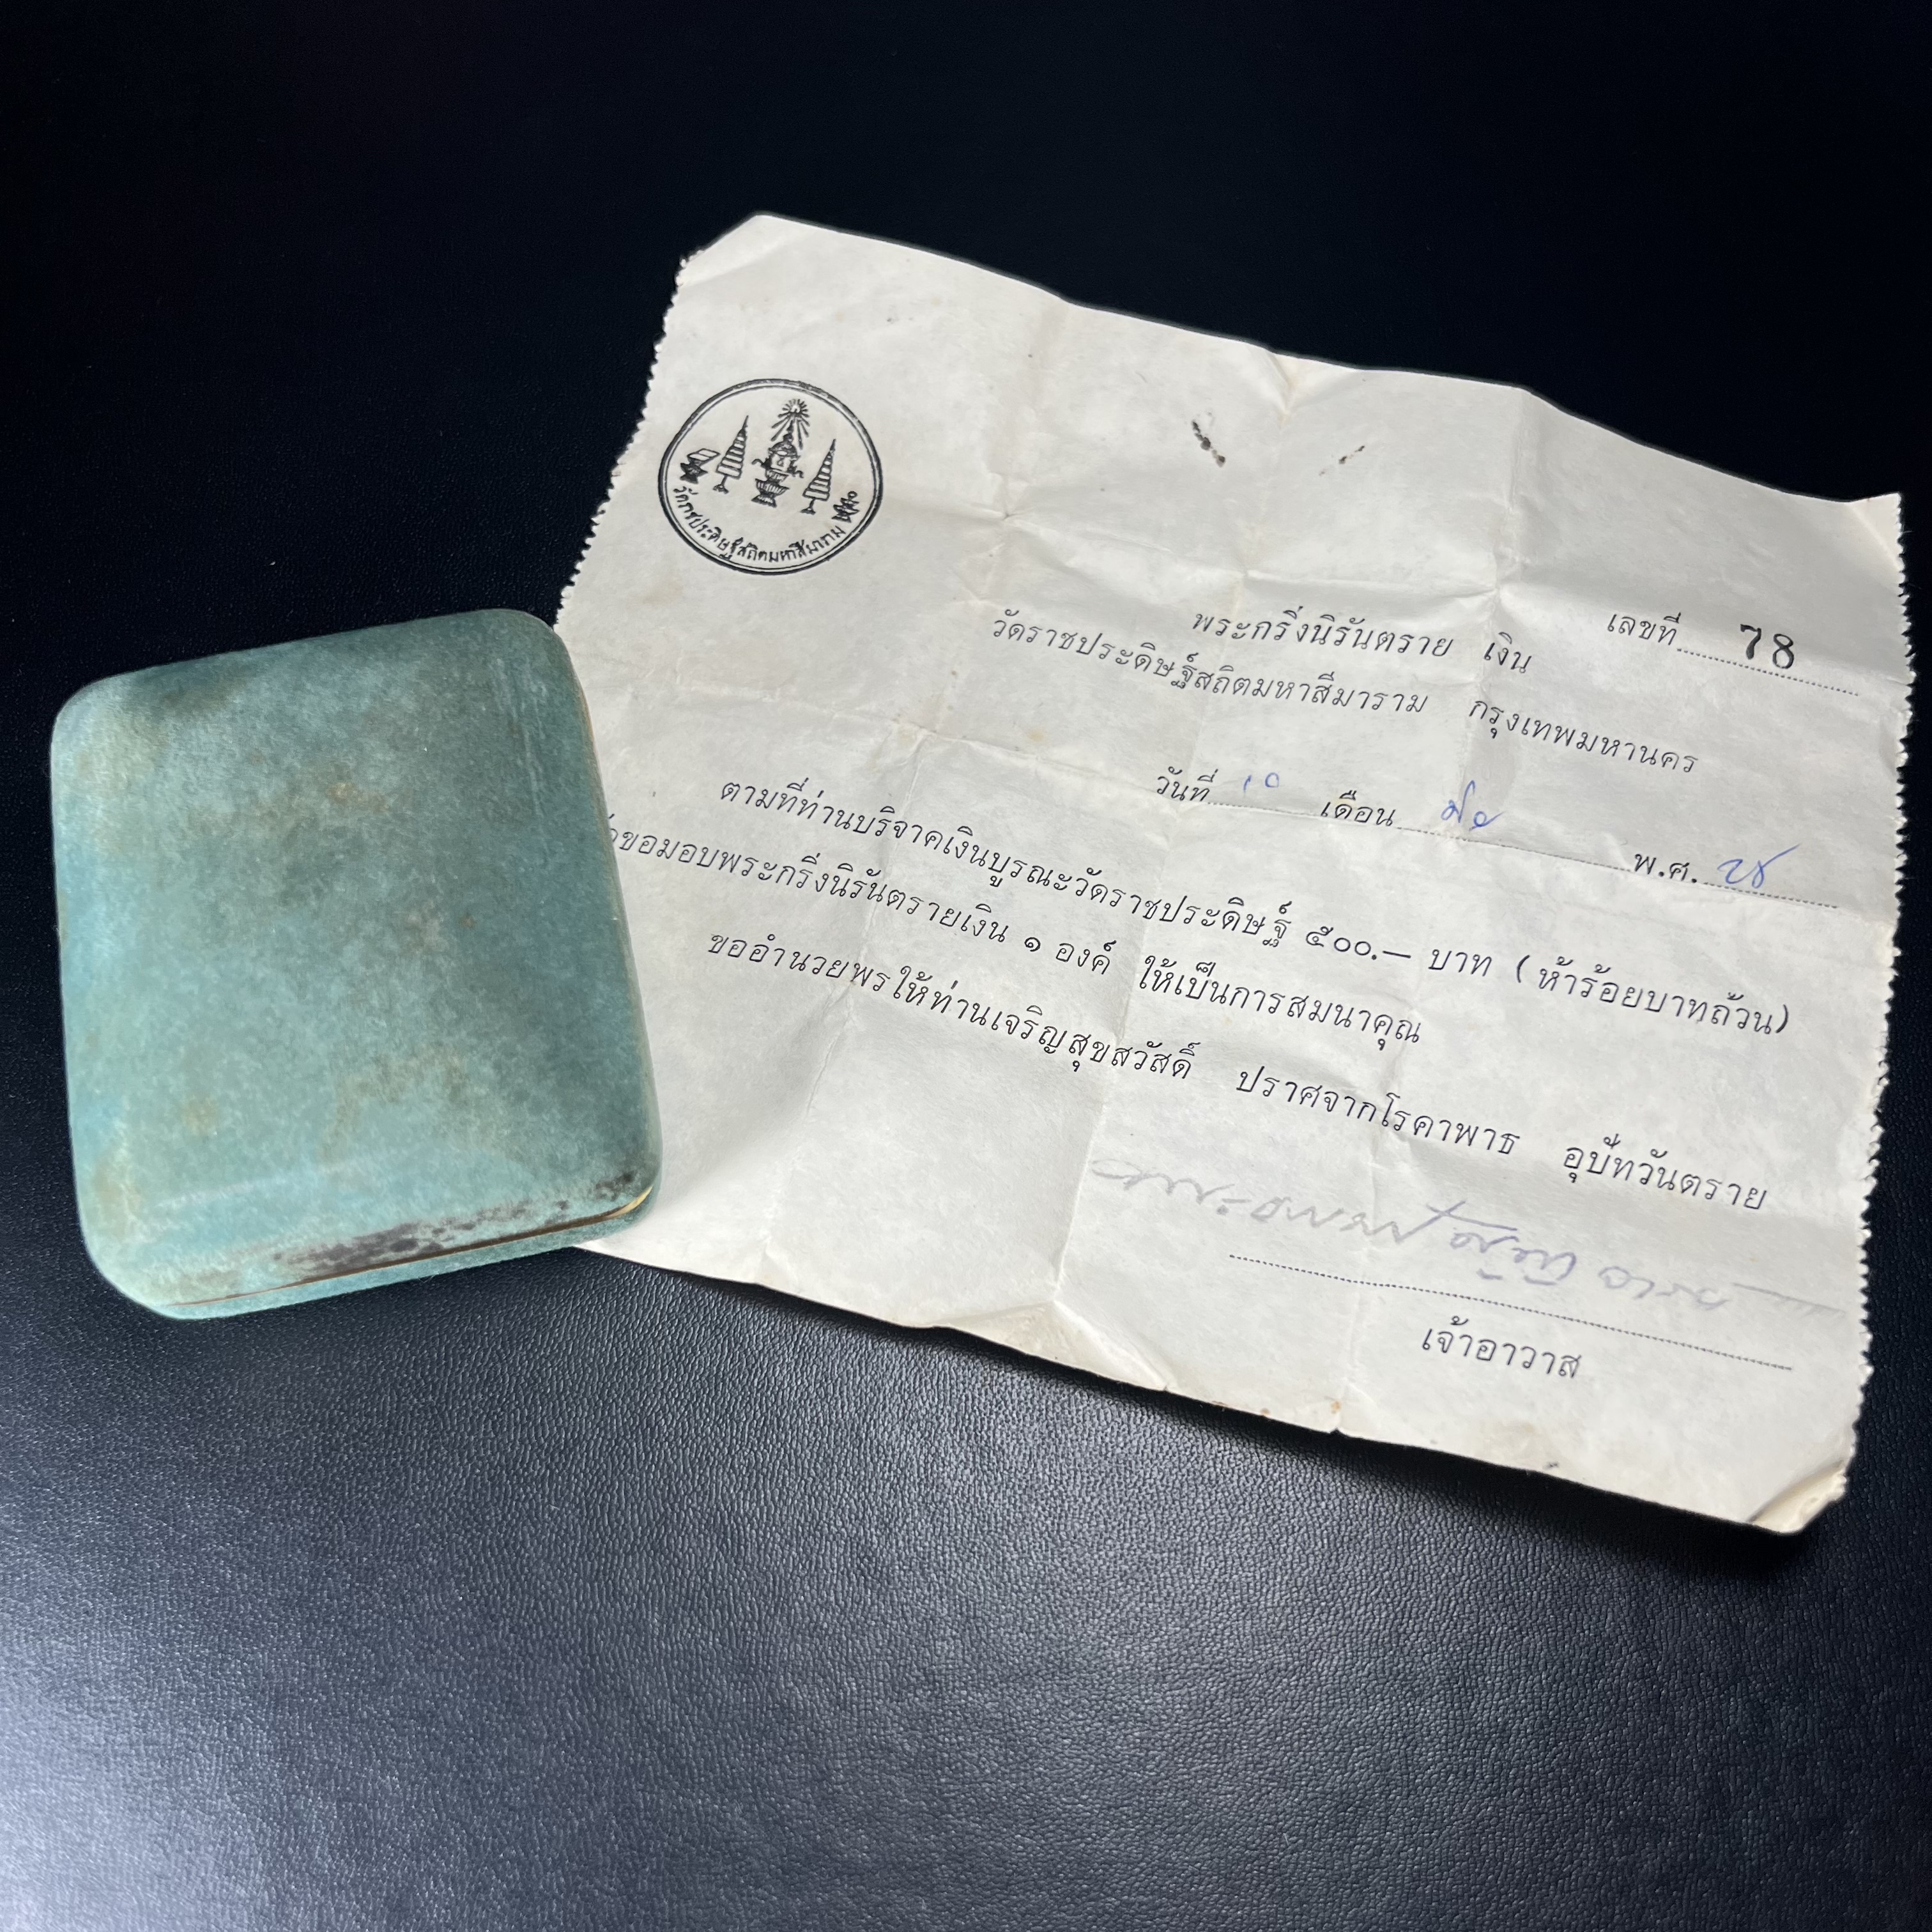 วัดราชประดิษฐ์สถิตมหาสีมาราม
เลขที่ 78
พระกริ่งนิรันตราย เงิน
วัดราชประดิษฐ์สถิตมหาสีมาราม กรุงเทพมหานคร
วันที่ ๑๐ เดือน พ.ศ. ๑๘
ตามที่ท่านบริจาคเงินบูรณะวัดราชประดิษฐ์ ๕๐๐.— บาท (ห้าร้อยบาทถ้วน)
ขอมอบพระกริ่งนิรันตรายเงิน ๑ องค์ ให้เป็นการสมนาคุณ
ขออำนวยพรให้ท่านเจริญสุขสวัสดิ์ ปราศจากโรคาพาธ อุบัทวันตราย
เจ้าอาวาส